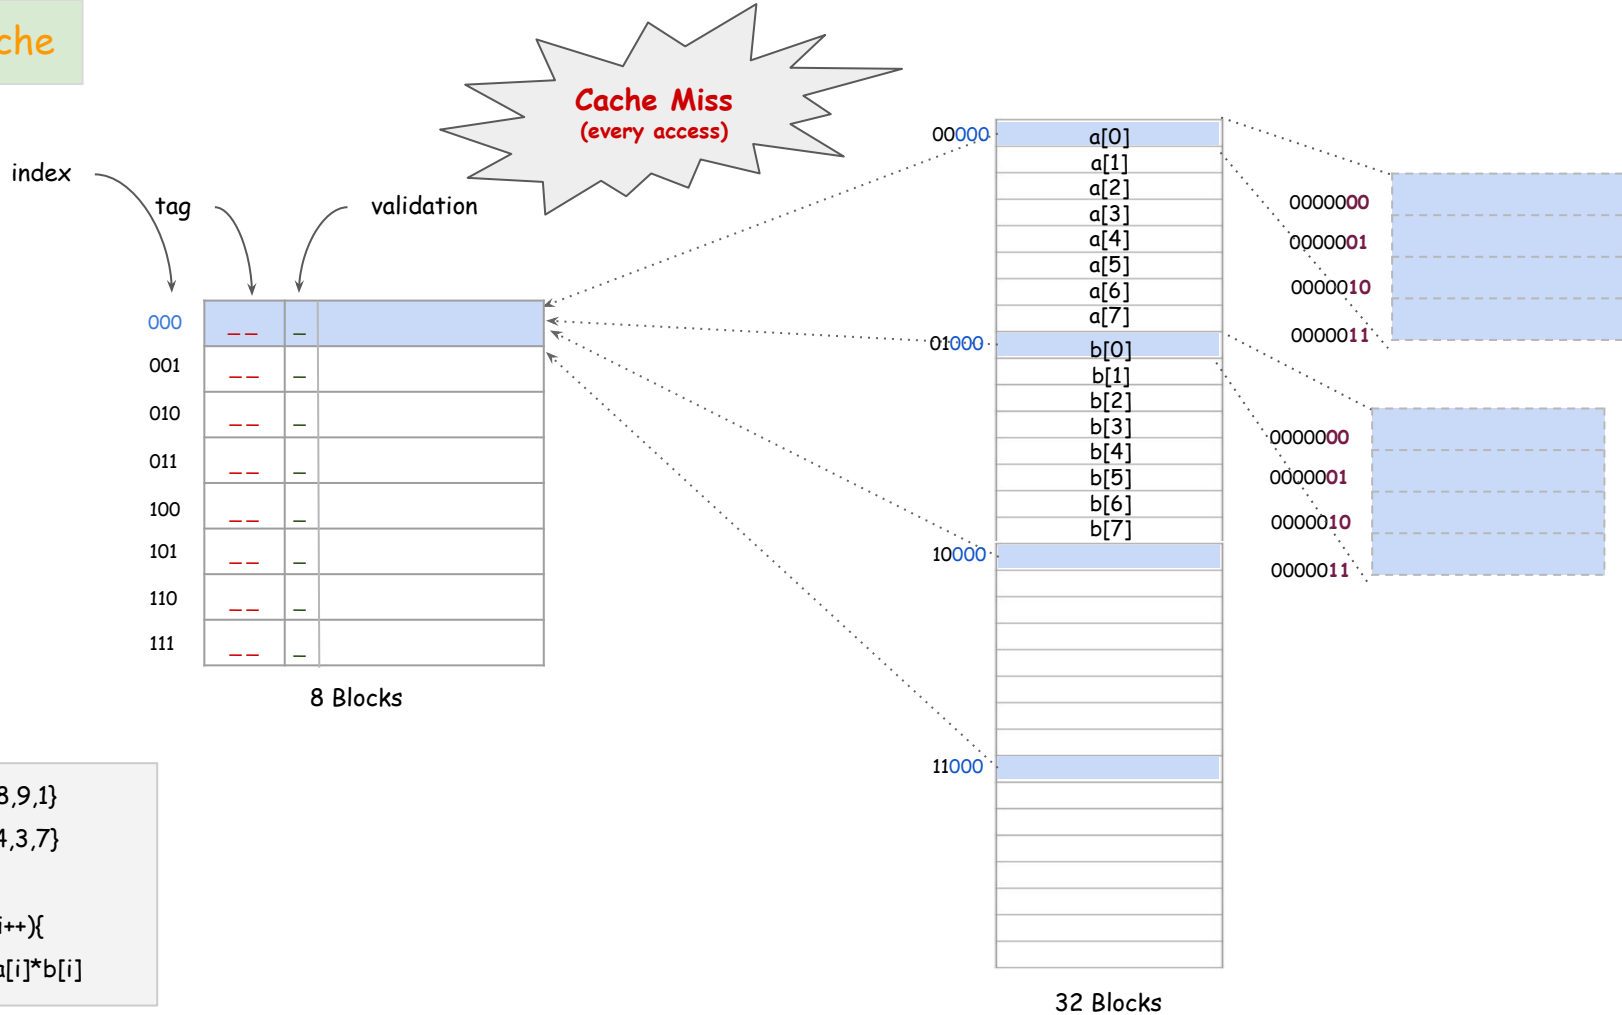 che
Cache Miss
(every access)
index
tag
validation
000
001
010
011
100
101
110
111
_ _ _
_ _ _
_ _ _
_ _ _
_ _ _
_ _ _
_ _ _
_ _ _
8 Blocks
8,9,1}
4,3,7}
i++){
a[i]*b[i]
00000
01000
10000
11000
a[0]
a[1]
a[2]
a[3]
a[4]
a[5]
a[6]
a[7]
b[0]
b[1]
b[2]
b[3]
b[4]
b[5]
b[6]
b[7]
32 Blocks
0000000
0000001
0000010
0000011
0000000
0000001
0000010
0000011